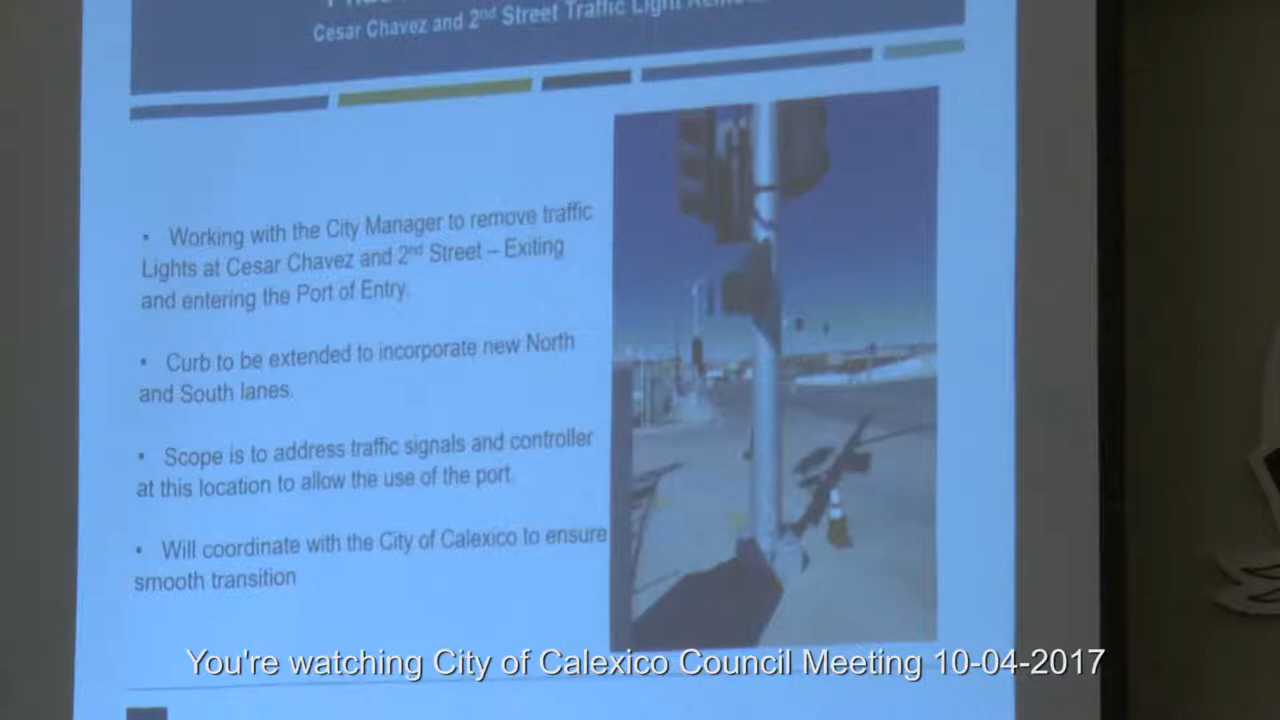 Cesar Chavez and 2nd Street Traffic Light
• Working with the City Manager to remove traffic
Lights at Cesar Chavez and 2nd Street – Exiting
and entering the Port of Entry.
• Curb to be extended to incorporate new North
and South lanes.
• Scope is to address traffic signals and controller
at this location to allow the use of the port
• Will coordinate with the City of Calexico to ensure
smooth transition
You're watching City of Calexico Council Meeting 10-04-2017